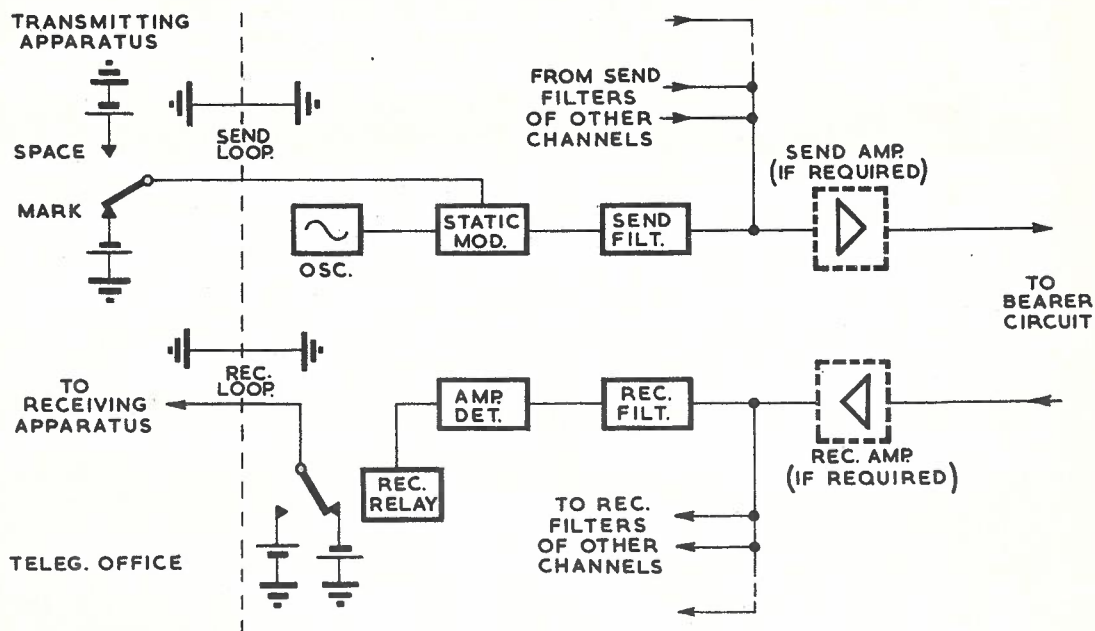 TRANSMITTING
APPARATUS
SPACE
MARK
SEND
LOOP.
OSC.
STATIC
MOD.
SEND
FILT.
FROM SEND
FILTERS
OF OTHER
CHANNELS
SEND AMP.
(IF REQUIRED)
TO
BEARER
CIRCUIT
REC.
LOOP.
TO
RECEIVING
APPARATUS
AMP.
DET.
REC.
FILT.
REC. AMP.
(IF REQUIRED)
REC.
RELAY
TO REC.
FILTERS
OF OTHER
CHANNELS
TELEG. OFFICE